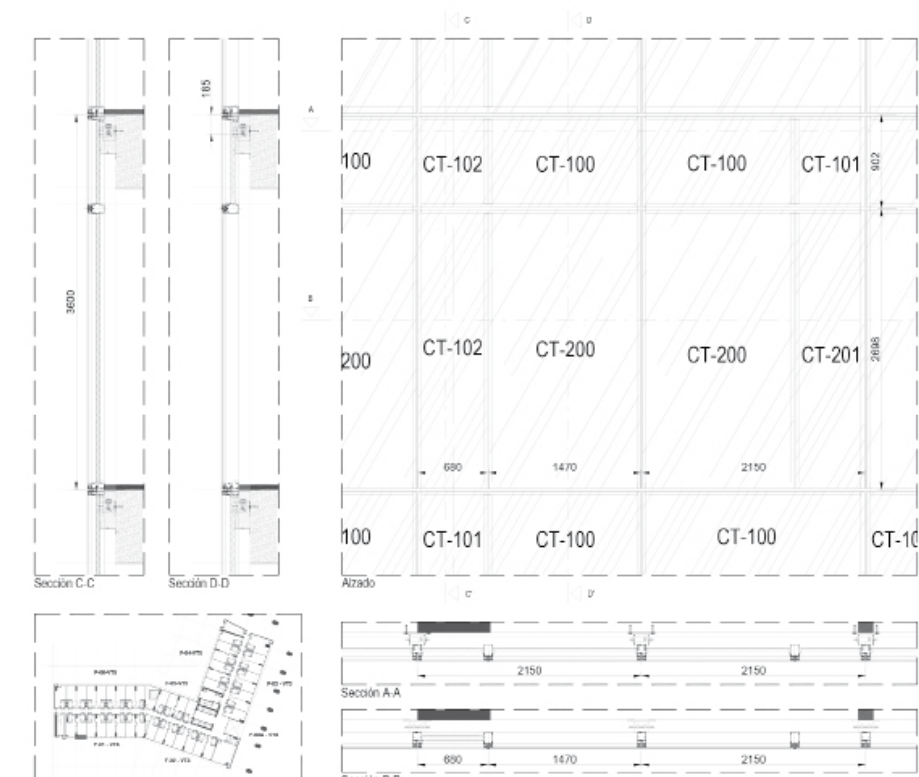 C D
185
A
100 CT-102 CT-100 CT-100 CT-101 902
3600
B
200 CT-102 CT-200 CT-200 CT-201 2698
680 1470 2150
100 CT-101 CT-100 CT-100 CT-10
Sección C-C Sección D-D Alzado
C' D'
2150 2150
Sección A-A
680 1470 2150